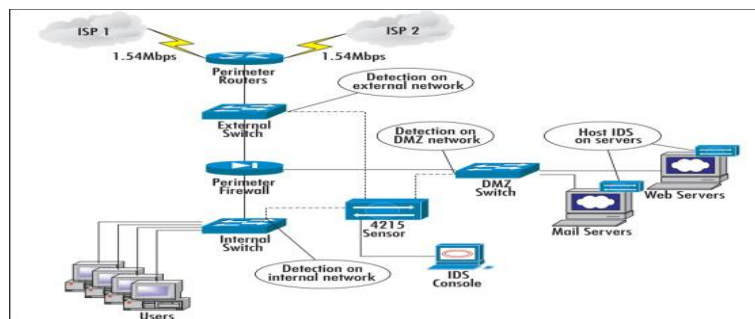 ISP 1
ISP 2
1.54Mbps
1.54Mbps
Perimeter
Routers
Detection on
external network
External
Switch
Detection on
DMZ network
Host IDS
on servers
Perimeter
Firewall
DMZ
Switch
Web Servers
Mail Servers
4215
Sensor
Internal
Switch
Detection on
internal network
IDS
Console
Users